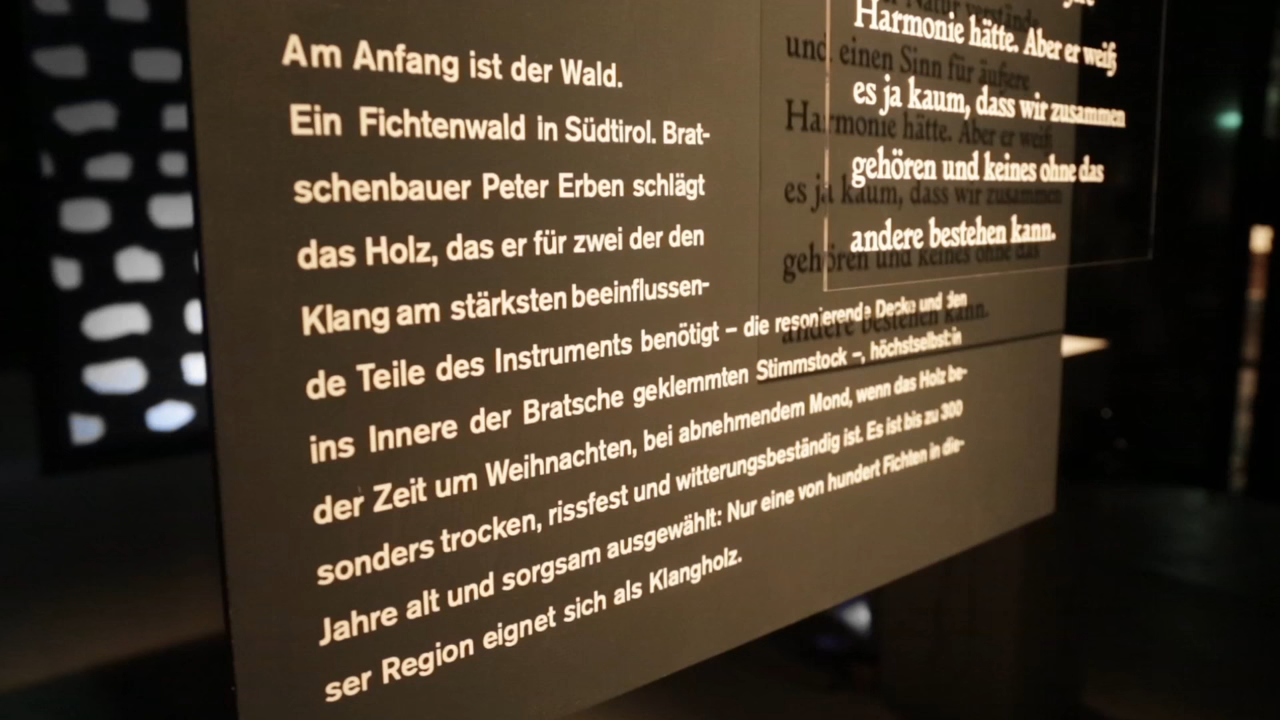 Am Anfang ist der Wald.
Ein Fichtenwald in Südtirol. Brat-
schenbauer Peter Erben schlägt
das Holz, das er für zwei der den
Klang am stärksten beeinflussen-
de Teile des Instruments benötigt – die resonierende Decke und den
ins Innere der Bratsche geklemmten Stimmstock –, höchstselbst in
der Zeit um Weihnachten, bei abnehmendem Mond, wenn das Holz be-
sonders trocken, rissfest und witterungsbeständig ist. Es ist bis zu 300
Jahre alt und sorgsam ausgewählt: Nur eine von hundert Fichten in die-
ser Region eignet sich als Klangholz.
Harmonie hätte. Aber er weiß
es ja kaum, dass wir zusammen
gehören und keines ohne das
andere bestehen kann.